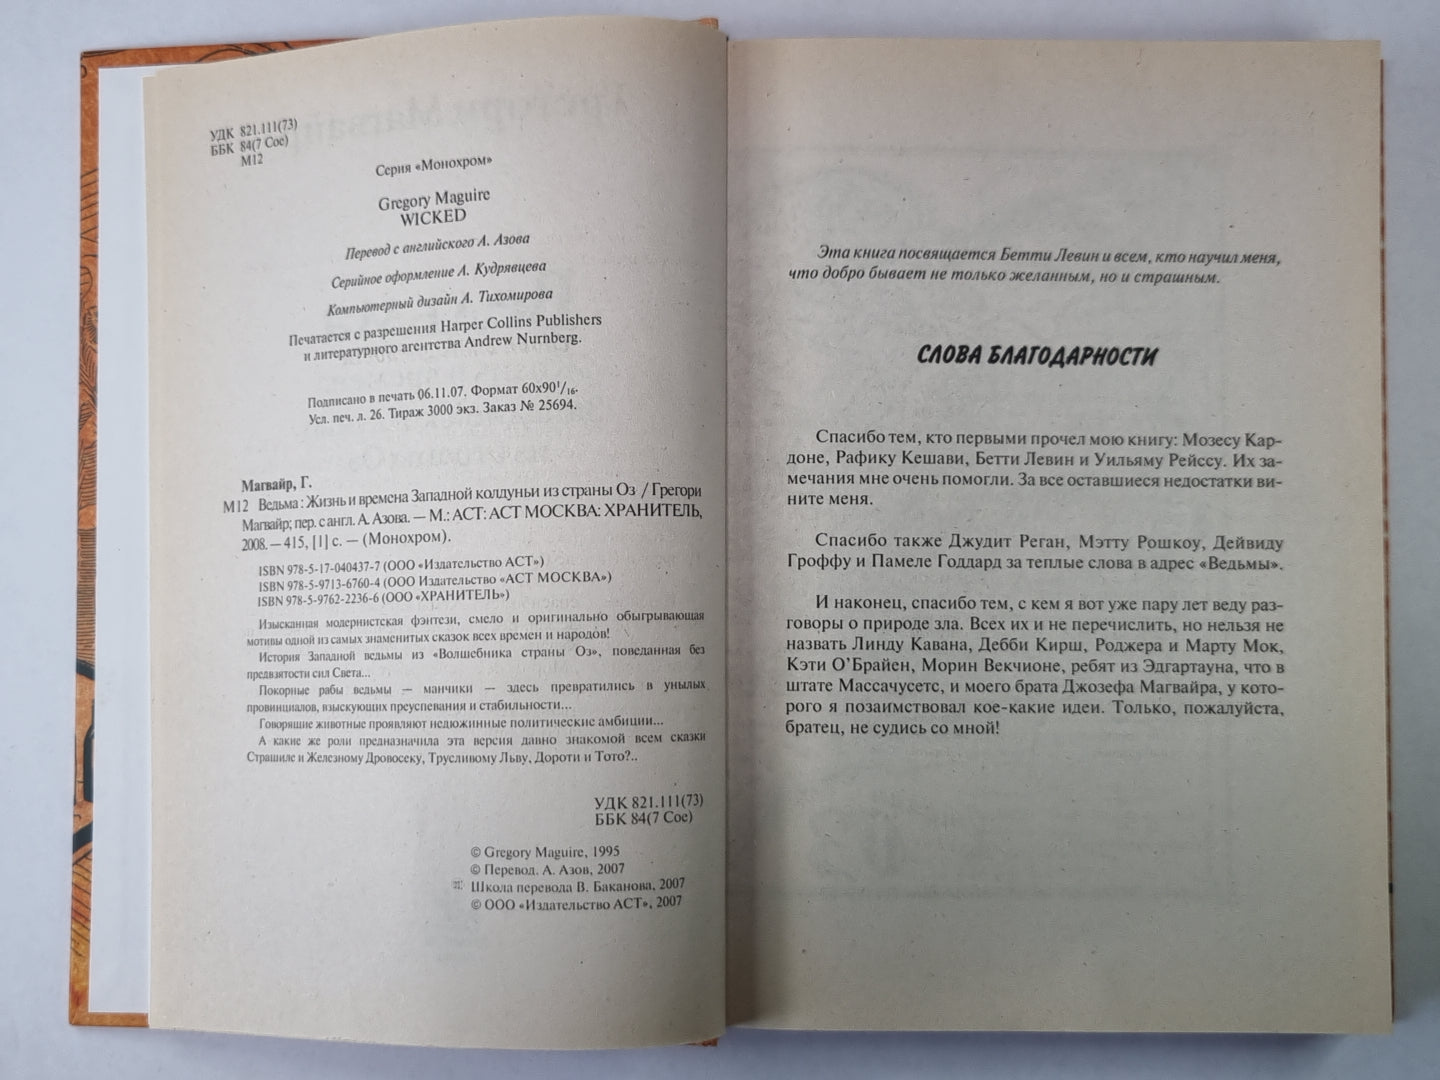 УДК 821.111(73)
ББК 84(7 Сое)
М12
Серия «Монохром»
Gregory Maguire
WICKED
Перевод с английского А. Азова
Серийное оформление А. Кудрявцева
Компьютерный дизайн А. Тихомирова
Печатается с разрешения Harper Collins Publishers
и литературного агентства Andrew Nurnberg.
Подписано в печать 06.11.07. Формат 60x90 1/16.
Усл. печ. л. 26. Тираж 3000 экз. Заказ № 25694.
Магвайр, Г.
М12 Ведьма : Жизнь и времена Западной колдуньи из страны Оз / Грегори
Магвайр; пер. с англ. А. Азова. — М.: АСТ: АСТ МОСКВА: ХРАНИТЕЛЬ,
2008. — 415, [1] с. — (Монохром).
ISBN 978-5-17-040437-7 (ООО «Издательство АСТ»)
ISBN 978-5-9713-6760-4 (ООО Издательство «АСТ МОСКВА»)
ISBN 978-5-9762-2236-6 (ООО «ХРАНИТЕЛЬ»)
Изысканная модернистская фэнтези, смело и оригинально обыгрывающая
мотивы одной из самых знаменитых сказок всех времен и народов!
История Западной ведьмы из «Волшебника страны Оз», поведанная без
предвзятости сил Света...
Покорные рабы ведьмы — манчики — здесь превратились в унылых
провинциалов, взыскующих преуспевания и стабильности...
Говорящие животные проявляют недюжинные политические амбиции...
А какие же роли предназначила эта версия давно знакомой всем сказки
Страшиле и Железному Дровосеку, Трусливому Льву, Дороти и Тото?..
УДК 821.111(73)
ББК 84(7 Сое)
© Gregory Maguire, 1995
© Перевод. А. Азов, 2007
Школа перевода В. Баканова, 2007
© ООО «Издательство АСТ», 2007
Эта книга посвящается Бетти Левин и всем, кто научил меня,
что добро бывает не только желанным, но и страшным.
СЛОВА БЛАГОДАРНОСТИ
Спасибо тем, кто первыми прочел мою книгу: Мозесу Кар-
доне, Рафику Кешави, Бетти Левин и Уильяму Рейссу. Их за-
мечания мне очень помогли. За все оставшиеся недостатки ви-
ните меня.
Спасибо также Джудит Реган, Мэтту Рошкоу, Дейвиду
Гроффу и Памеле Годдард за теплые слова в адрес «Ведьмы».
И наконец, спасибо тем, с кем я вот уже пару лет веду раз-
говоры о природе зла. Всех их и не перечислить, но нельзя не
назвать Линду Кавана, Дебби Кирш, Роджера и Марту Мок,
Кэти О'Брайен, Морин Векчионе, ребят из Эдгартауна, что в
штате Массачусетс, и моего брата Джозефа Магвайра, у кото-
рого я позаимствовал кое-какие идеи. Только, пожалуйста,
братец, не судись со мной!